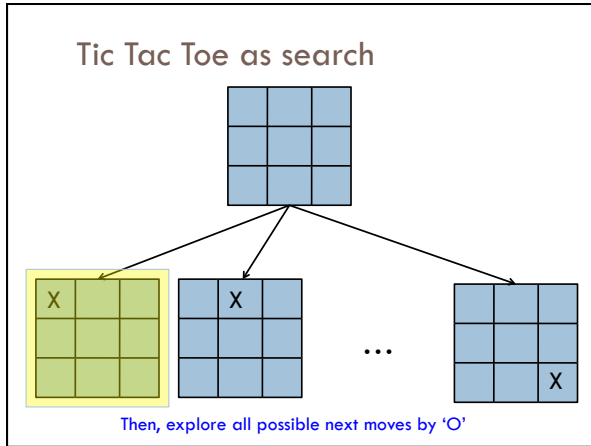 Tic Tac Toe as search
X
X
...
X
Then, explore all possible next moves by ‘O’